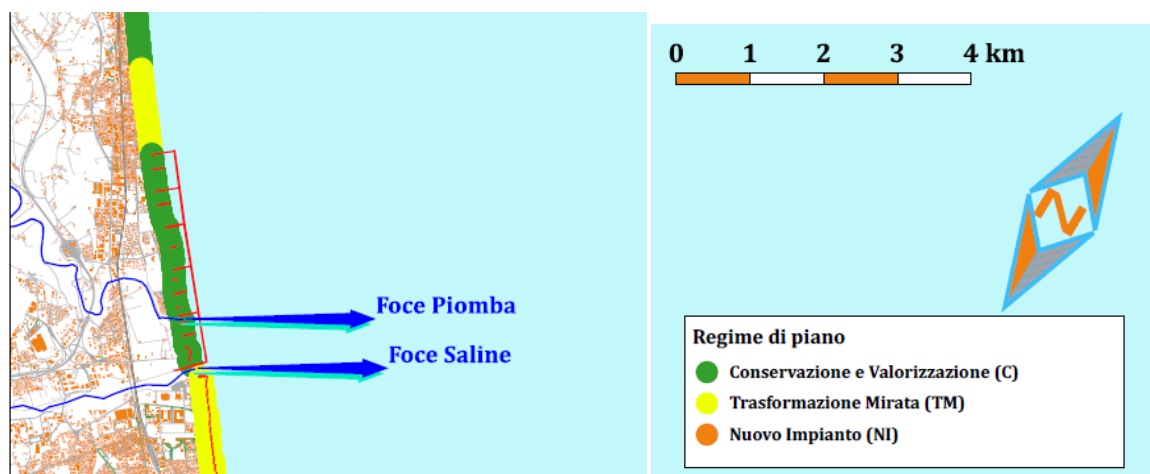 Foce Piomba
Foce Saline
0 1 2 3 4 km
N
Regime di piano
Conservazione e Valorizzazione (C)
Trasformazione Mirata (TM)
Nuovo Impianto (NI)